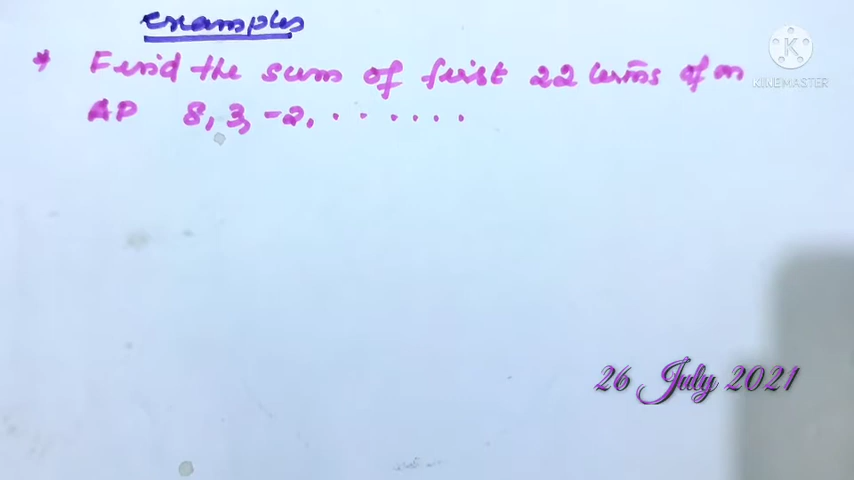 examples
* Find the sum of first 22 terms of an
AP 8, 3, -2, .......
KINEMASTER
26 July 2021